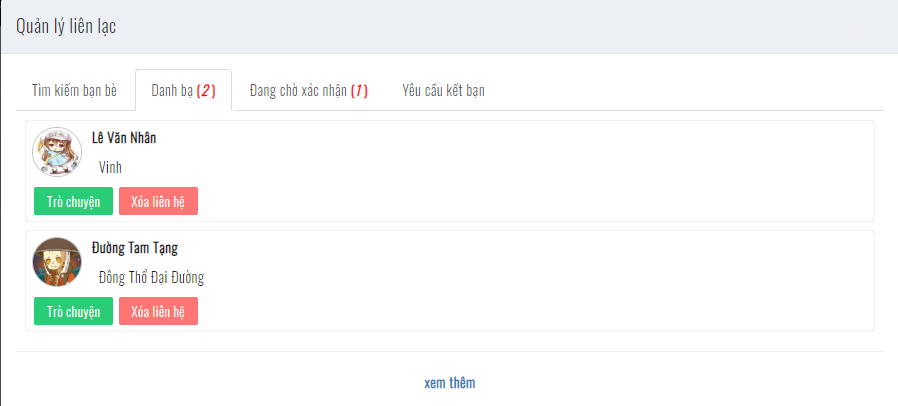 Quản lý liên lạc
Tìm kiếm bạn bè Danh bạ (2) Đang chờ xác nhận (1) Yêu cầu kết bạn
Lê Văn Nhân
Vinh
Trò chuyện Xóa liên hệ
Đường Tam Tạng
Đông Thổ Đại Đường
Trò chuyện Xóa liên hệ
xem thêm